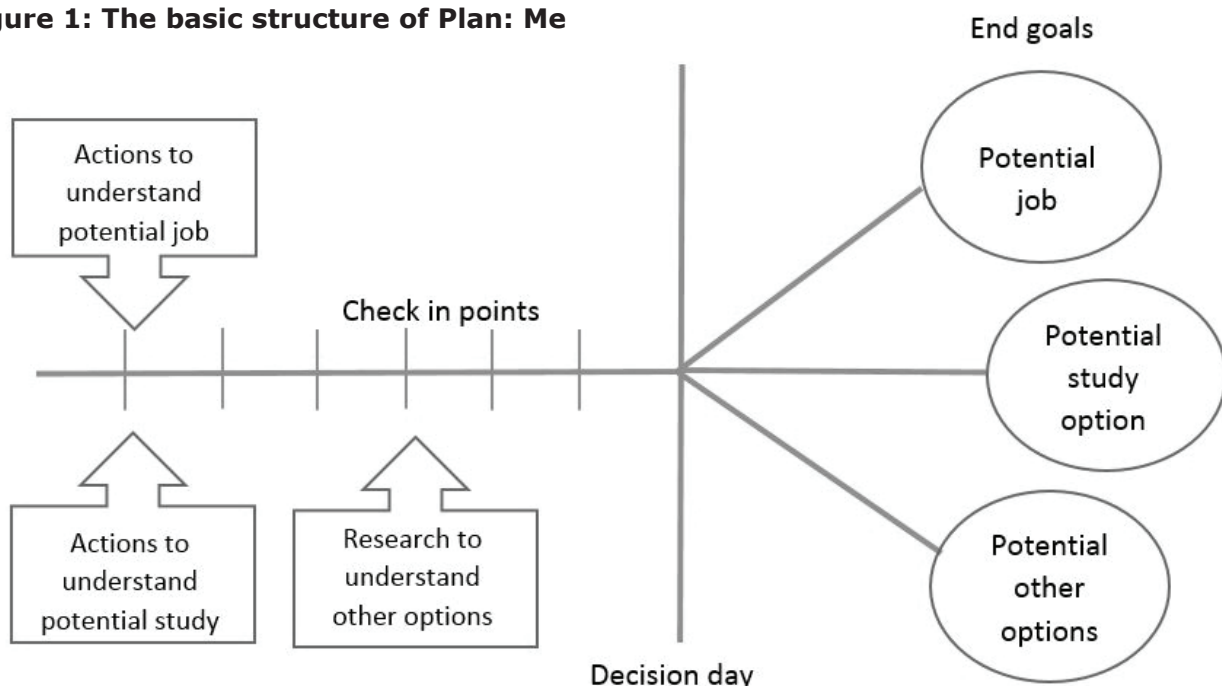 gure 1: The basic structure of Plan: Me
End goals
Actions to
understand
potential job
Potential
job
Check in points
Potential
study
option
Actions to
understand
potential study
Research to
understand
other options
Potential
other
options
Decision day